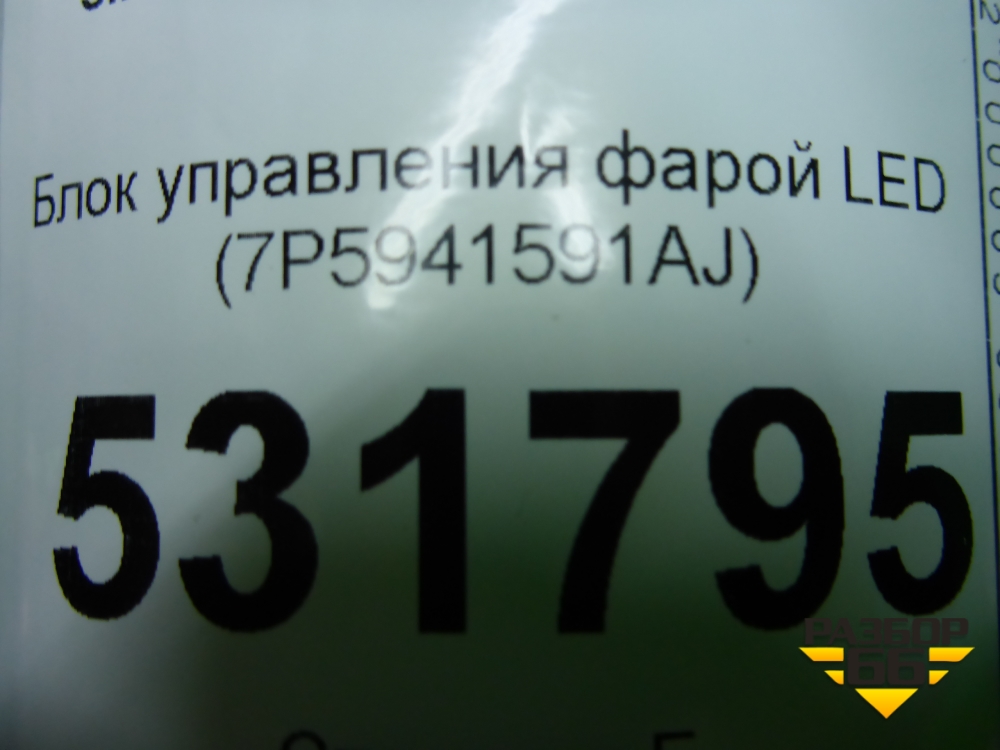 Блок управления фарой LED
(7P5941591AJ)
531795
РАЗБОР
66